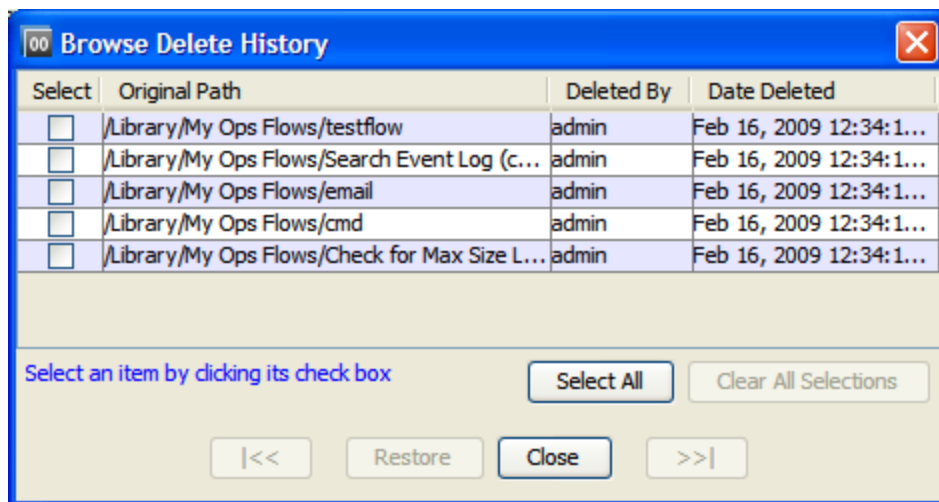 00 Browse Delete History
Select Original Path Deleted By Date Deleted
/Library/My Ops Flows/testflow admin Feb 16, 2009 12:34:1...
/Library/My Ops Flows/Search Event Log (c... admin Feb 16, 2009 12:34:1...
/Library/My Ops Flows/email admin Feb 16, 2009 12:34:1...
/Library/My Ops Flows/cmd admin Feb 16, 2009 12:34:1...
/Library/My Ops Flows/Check for Max Size L... admin Feb 16, 2009 12:34:1...
Select an item by clicking its check box Select All Clear All Selections
|<< Restore Close >>|